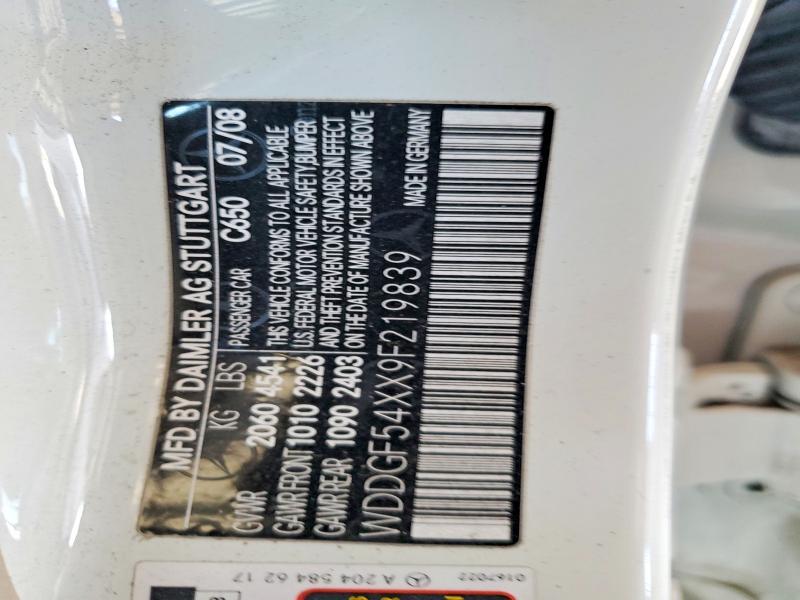 MFD BY DAIMLER AG STUTTGART
KG LBS PASSENGER CAR C650 07/08
GVWR 2060 4541 THIS VEHICLE CONFORMS TO ALL APPLICABLE
GAWR FRONT 1010 2226 U.S. FEDERAL MOTOR VEHICLE SAFETY, BUMPER
GAWR REAR 1090 2403 AND THEFT PREVENTION STANDARDS IN EFFECT
ON THE DATE OF MANUFACTURE SHOWN ABOVE
WDDGF54XX9F219839 MADE IN GERMANY
A 204 584 62 17
0167022